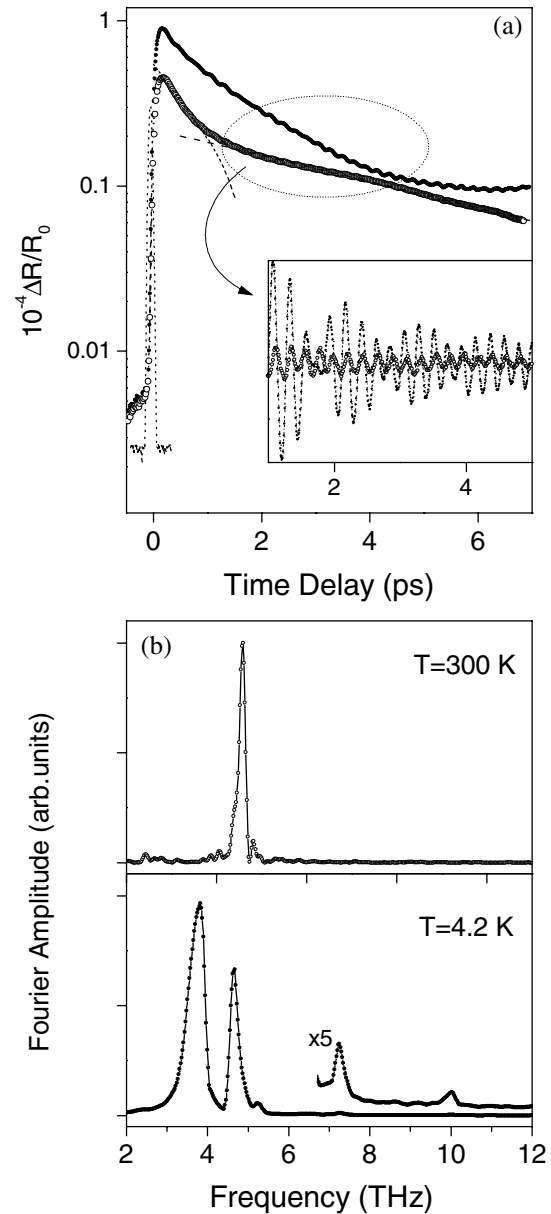 (a)
1
0.1
0.01
10⁻⁴ΔR/R₀
2
4
0
2
4
6
Time Delay (ps)
(b)
T=300 K
T=4.2 K
x5
Fourier Amplitude (arb.units)
2
4
6
8
10
12
Frequency (THz)